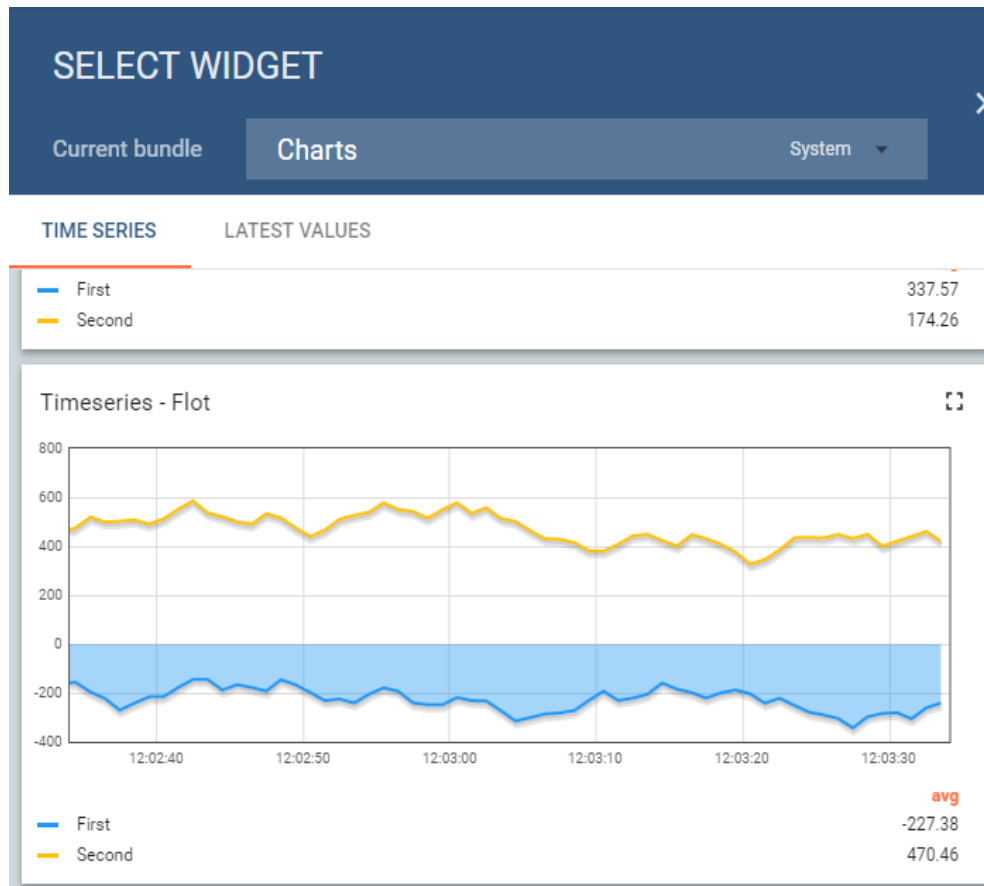 SELECT WIDGET
Current bundle Charts System
TIME SERIES LATEST VALUES
First 337.57
Second 174.26
Timeseries - Flot
800
600
400
200
0
-200
-400
12:02:40 12:02:50 12:03:00 12:03:10 12:03:20 12:03:30
avg
First -227.38
Second 470.46